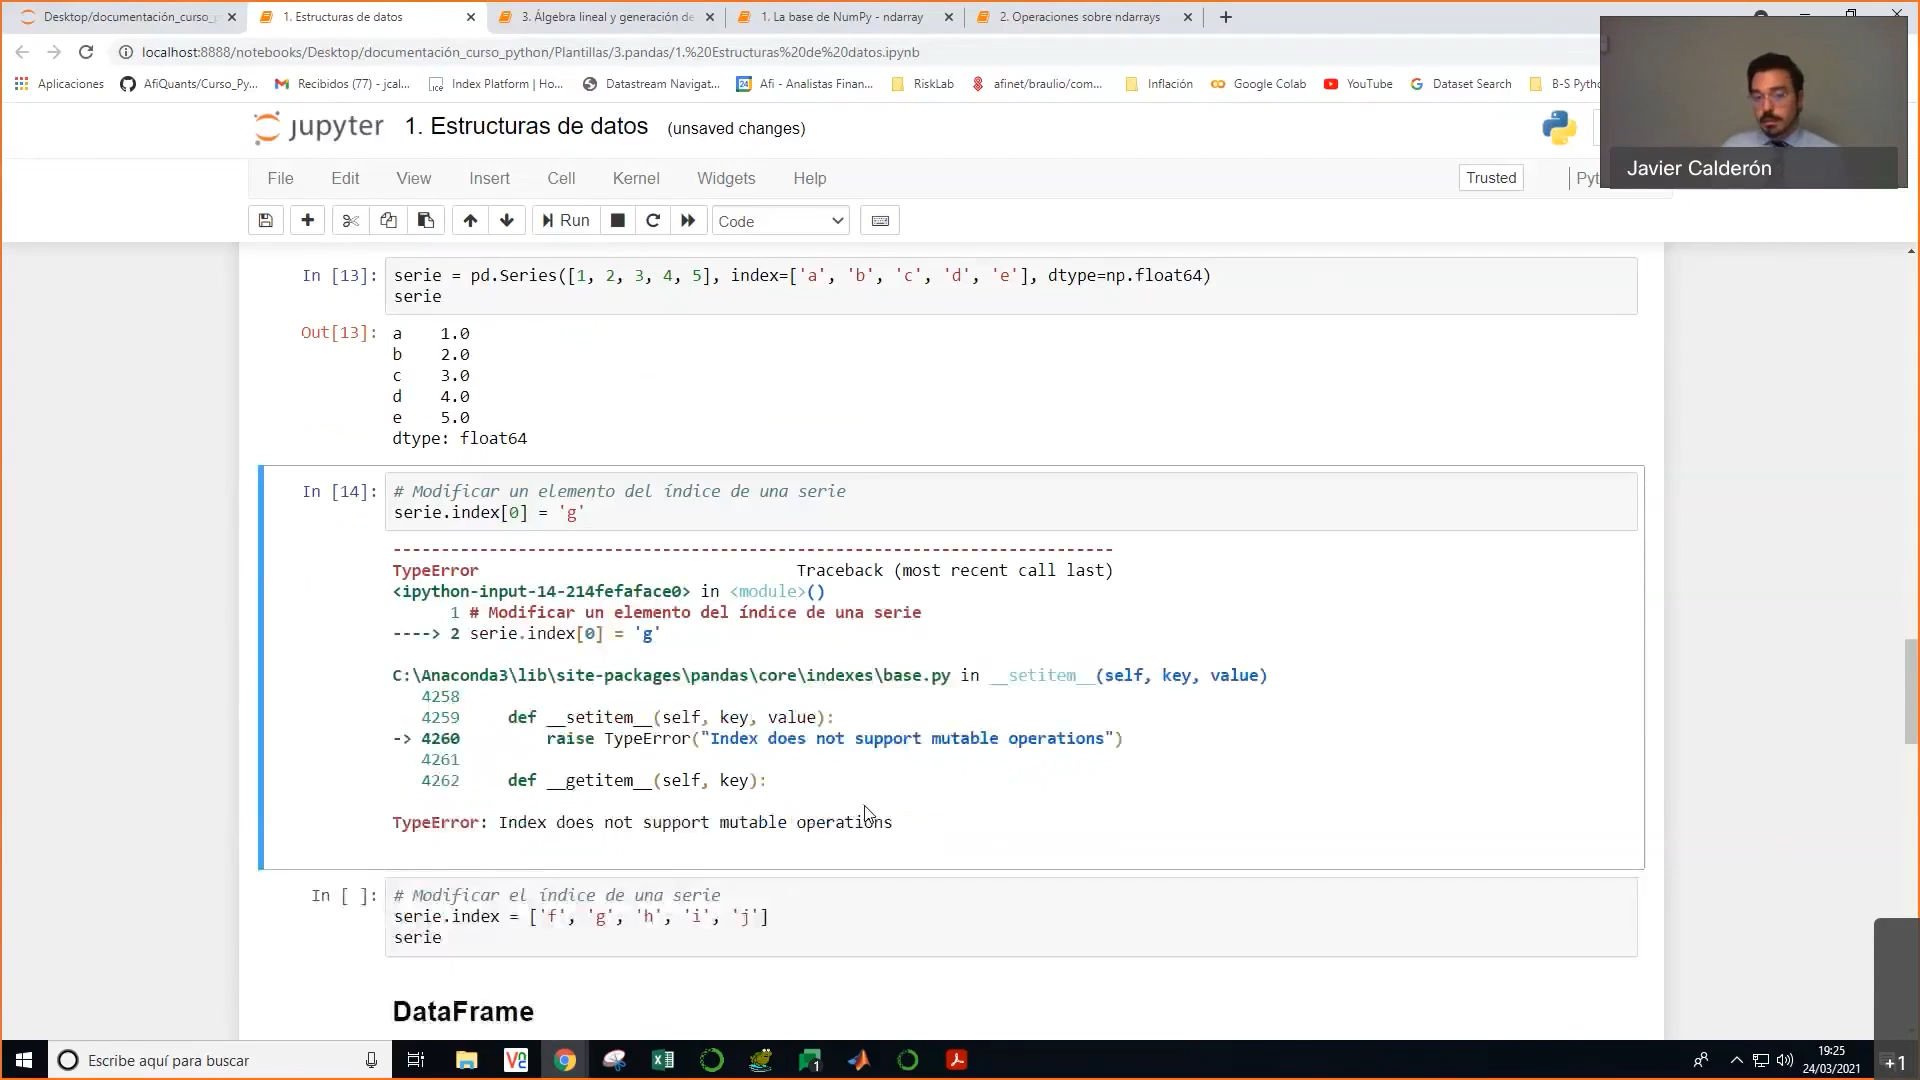 Desktop/documentación_curso_
1. Estructuras de datos
3. Álgebra lineal y generación de
1. La base de NumPy - ndarray
2. Operaciones sobre ndarrays
localhost:8888/notebooks/Desktop/documentación_curso_python/Plantillas/3.pandas/1.%20Estructuras%20de%20datos.ipynb
Aplicaciones
AfiQuants/Curso_Py...
Recibidos (77) - jcal...
Index Platform | Ho...
Datastream Navigat...
Afi - Analistas Finan...
RiskLab
afinet/braulio/com...
Inflación
Google Colab
YouTube
Dataset Search
B-S Pytho
jupyter 1. Estructuras de datos (unsaved changes)
Javier Calderón
File Edit View Insert Cell Kernel Widgets Help
Trusted
Pyt
Run
Code
In [13]: serie = pd.Series([1, 2, 3, 4, 5], index=['a', 'b', 'c', 'd', 'e'], dtype=np.float64)
serie
Out[13]: a 1.0
b 2.0
c 3.0
d 4.0
e 5.0
dtype: float64
In [14]: # Modificar un elemento del índice de una serie
serie.index[0] = 'g'
---------------------------------------------------------------------------
TypeError Traceback (most recent call last)
<ipython-input-14-214fefaface0> in <module>()
1 # Modificar un elemento del índice de una serie
----> 2 serie.index[0] = 'g'
C:\Anaconda3\lib\site-packages\pandas\core\indexes\base.py in __setitem__(self, key, value)
4258
4259 def __setitem__(self, key, value):
-> 4260 raise TypeError("Index does not support mutable operations")
4261
4262 def __getitem__(self, key):
TypeError: Index does not support mutable operations
In [ ]: # Modificar el índice de una serie
serie.index = ['f', 'g', 'h', 'i', 'j']
serie
DataFrame
Escribe aquí para buscar
19:25
24/03/2021
+1